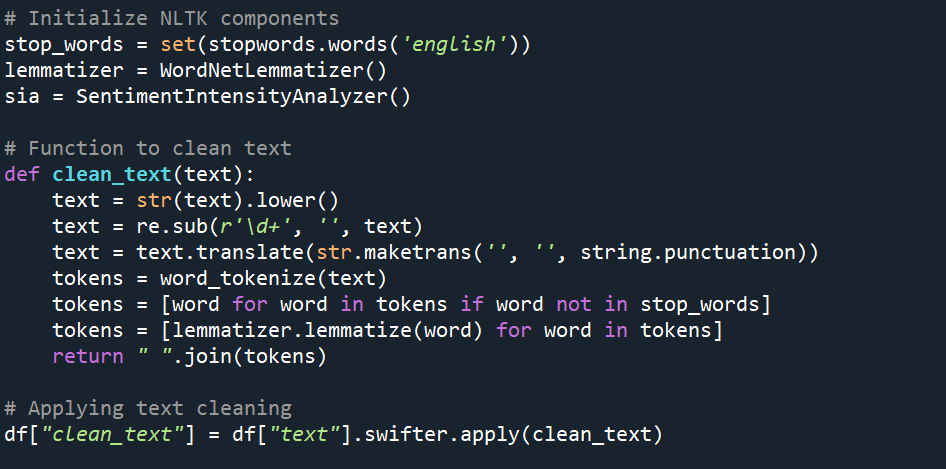 # Initialize NLTK components
stop_words = set(stopwords.words('english'))
lemmatizer = WordNetLemmatizer()
sia = SentimentIntensityAnalyzer()

# Function to clean text
def clean_text(text):
    text = str(text).lower()
    text = re.sub(r'\d+', '', text)
    text = text.translate(str.maketrans('', '', string.punctuation))
    tokens = word_tokenize(text)
    tokens = [word for word in tokens if word not in stop_words]
    tokens = [lemmatizer.lemmatize(word) for word in tokens]
    return " ".join(tokens)

# Applying text cleaning
df["clean_text"] = df["text"].swifter.apply(clean_text)